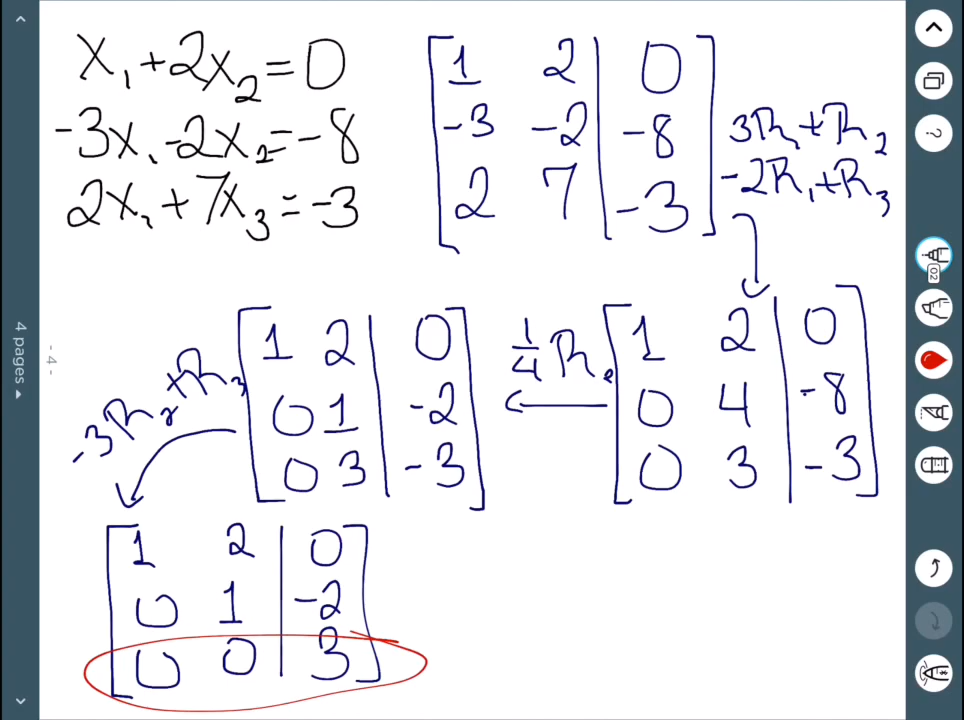 x₁+2x₂=0
-3x₁-2x₂=-8
2x₁+7x₃=-3
1 2 | 0
-3 -2 | -8
2 7 | -3
3R₁+R₂
-2R₁+R₃
1 2 | 0
0 4 | -8
0 3 | -3
1/4 R₂
1 2 | 0
0 1 | -2
0 3 | -3
-3R₂+R₃
1 2 | 0
0 1 | -2
0 0 | 3
4 pages
- 4 -
?
02